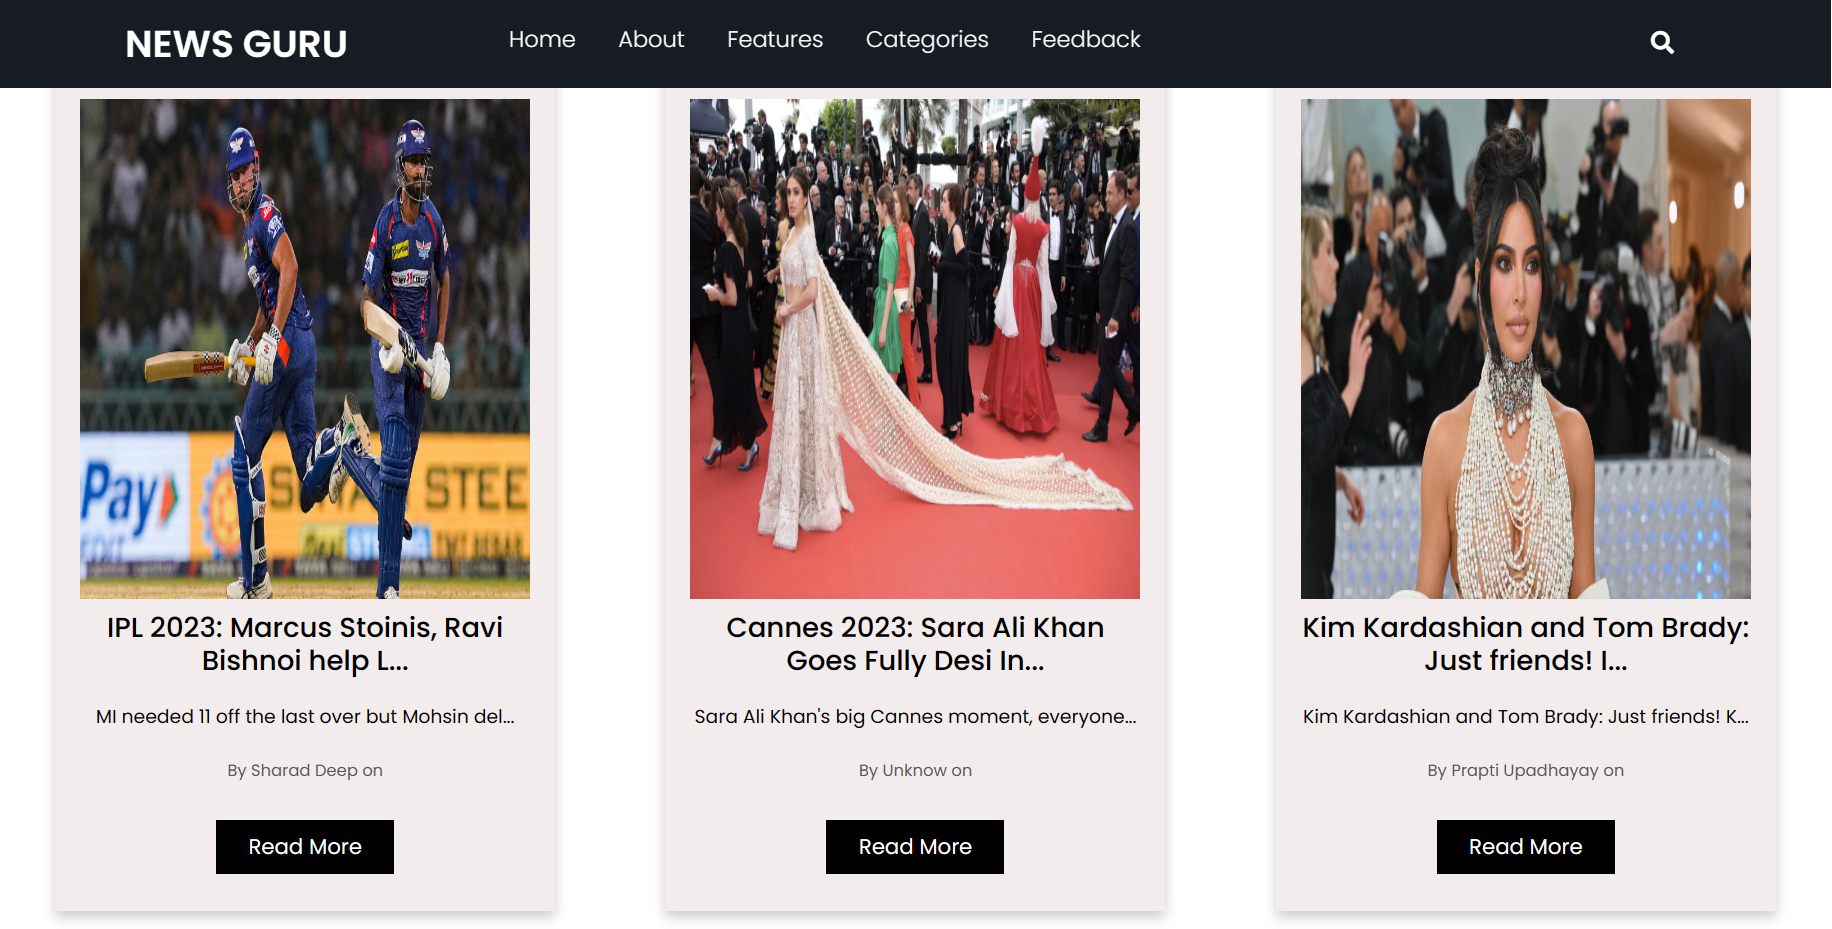 NEWS GURU
Home About Features Categories Feedback
Pay
STEE
IPL 2023: Marcus Stoinis, Ravi
Bishnoi help L...
MI needed 11 off the last over but Mohsin del...
By Sharad Deep on
Read More
Cannes 2023: Sara Ali Khan
Goes Fully Desi In...
Sara Ali Khan's big Cannes moment, everyone...
By Unknow on
Read More
Kim Kardashian and Tom Brady:
Just friends! I...
Kim Kardashian and Tom Brady: Just friends! K...
By Prapti Upadhayay on
Read More